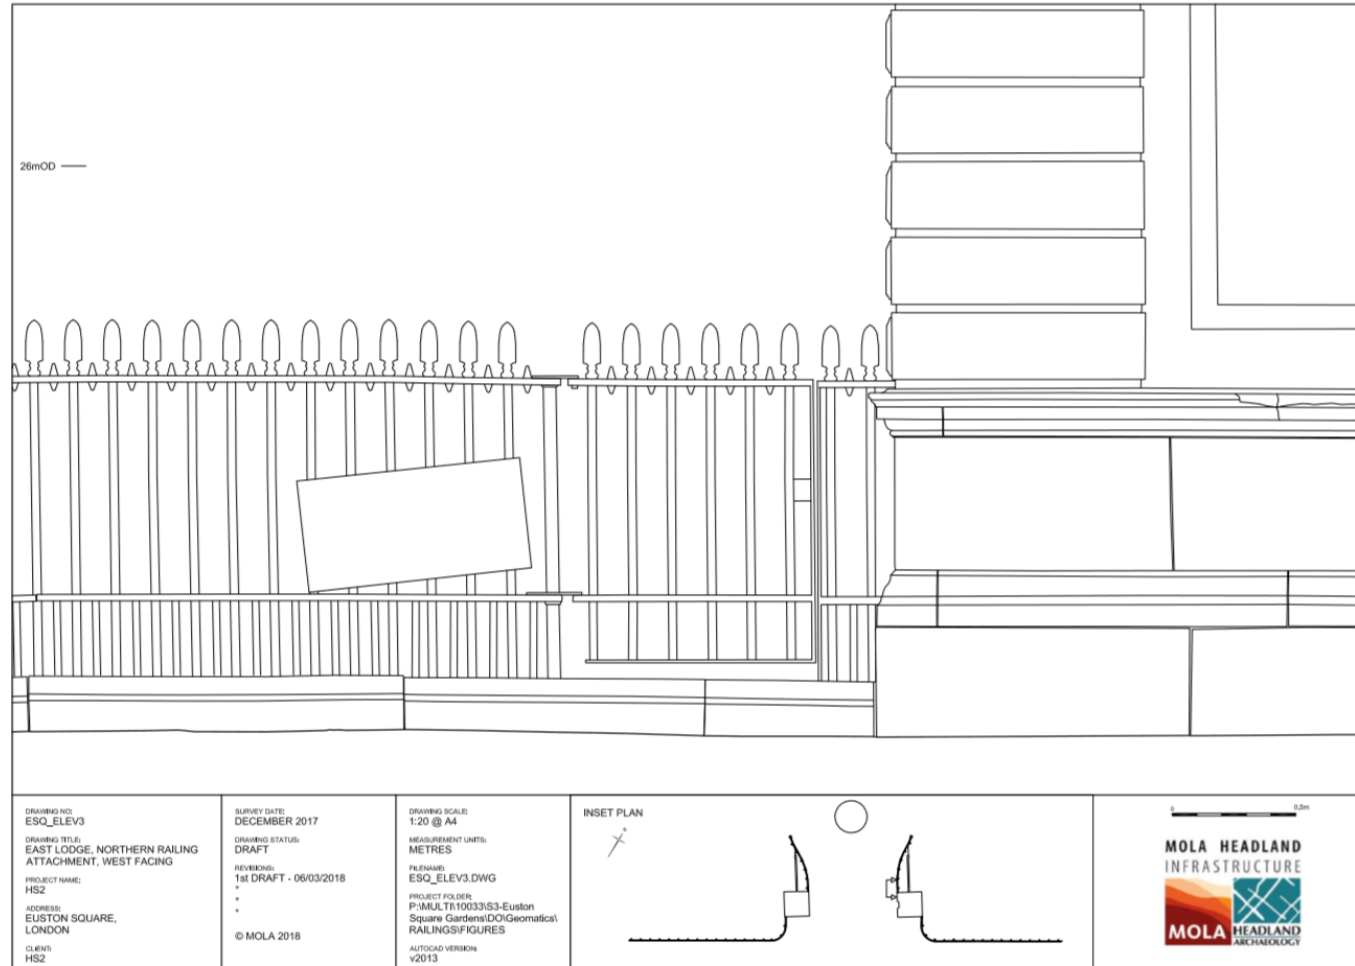 26mOD
DRAWING NO:
ESQ_ELEV3
DRAWING TITLE:
EAST LODGE, NORTHERN RAILING
ATTACHMENT, WEST FACING
PROJECT NAME:
HS2
ADDRESS:
EUSTON SQUARE,
LONDON
CLIENT:
HS2
SURVEY DATE:
DECEMBER 2017
DRAWING STATUS:
DRAFT
REVISIONS:
1st DRAFT - 06/03/2018
*
*
*
© MOLA 2018
DRAWING SCALE:
1:20 @ A4
MEASUREMENT UNITS:
METRES
FILENAME:
ESQ_ELEV3.DWG
PROJECT FOLDER:
P:\MULTI\10033\S3-Euston
Square Gardens\DO\Geomatics\
RAILINGS\FIGURES
AUTOCAD VERSION:
v2013
INSET PLAN
0 0.5m
MOLA HEADLAND
INFRASTRUCTURE
MOLA
HEADLAND
ARCHAEOLOGY